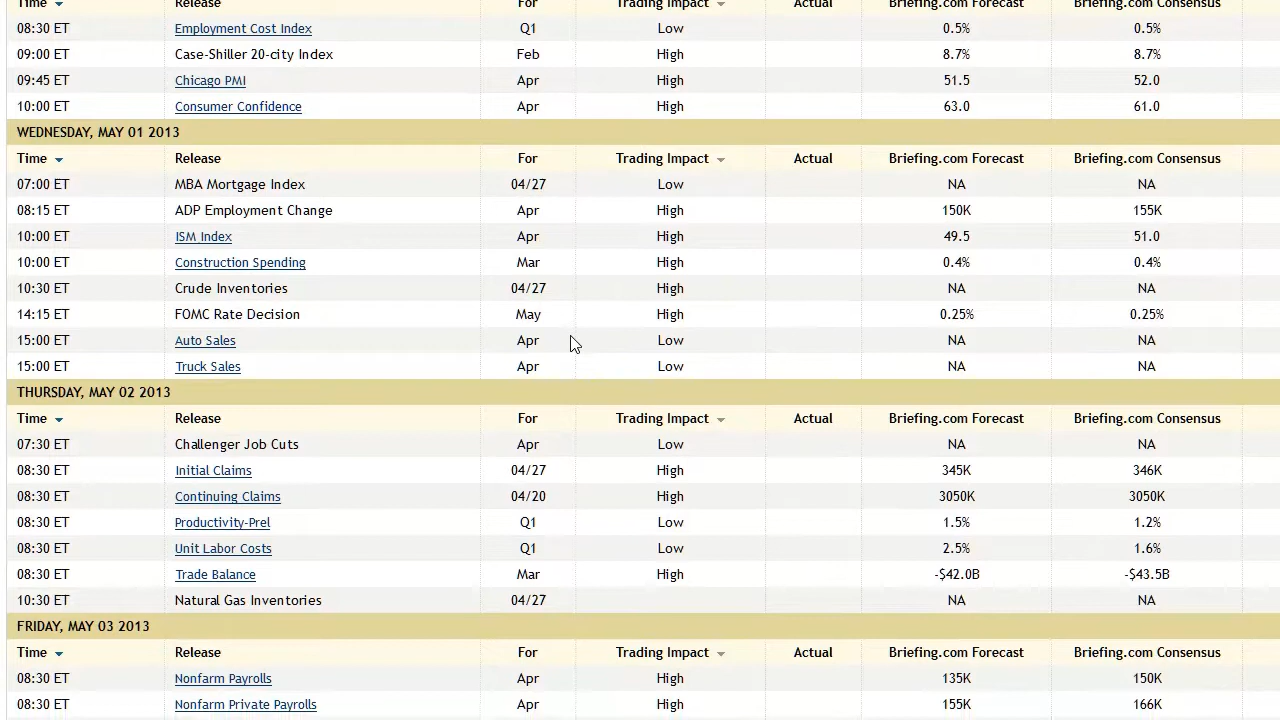 Time Release For Trading Impact Actual Briefing.com Forecast Briefing.com Consensus
08:30 ET Employment Cost Index Q1 Low 0.5% 0.5%
09:00 ET Case-Shiller 20-city Index Feb High 8.7% 8.7%
09:45 ET Chicago PMI Apr High 51.5 52.0
10:00 ET Consumer Confidence Apr High 63.0 61.0
WEDNESDAY, MAY 01 2013
Time Release For Trading Impact Actual Briefing.com Forecast Briefing.com Consensus
07:00 ET MBA Mortgage Index 04/27 Low NA NA
08:15 ET ADP Employment Change Apr High 150K 155K
10:00 ET ISM Index Apr High 49.5 51.0
10:00 ET Construction Spending Mar High 0.4% 0.4%
10:30 ET Crude Inventories 04/27 High NA NA
14:15 ET FOMC Rate Decision May High 0.25% 0.25%
15:00 ET Auto Sales Apr Low NA NA
15:00 ET Truck Sales Apr Low NA NA
THURSDAY, MAY 02 2013
Time Release For Trading Impact Actual Briefing.com Forecast Briefing.com Consensus
07:30 ET Challenger Job Cuts Apr Low NA NA
08:30 ET Initial Claims 04/27 High 345K 346K
08:30 ET Continuing Claims 04/20 High 3050K 3050K
08:30 ET Productivity-Prel Q1 Low 1.5% 1.2%
08:30 ET Unit Labor Costs Q1 Low 2.5% 1.6%
08:30 ET Trade Balance Mar High -$42.0B -$43.5B
10:30 ET Natural Gas Inventories 04/27 NA NA
FRIDAY, MAY 03 2013
Time Release For Trading Impact Actual Briefing.com Forecast Briefing.com Consensus
08:30 ET Nonfarm Payrolls Apr High 135K 150K
08:30 ET Nonfarm Private Payrolls Apr High 155K 166K